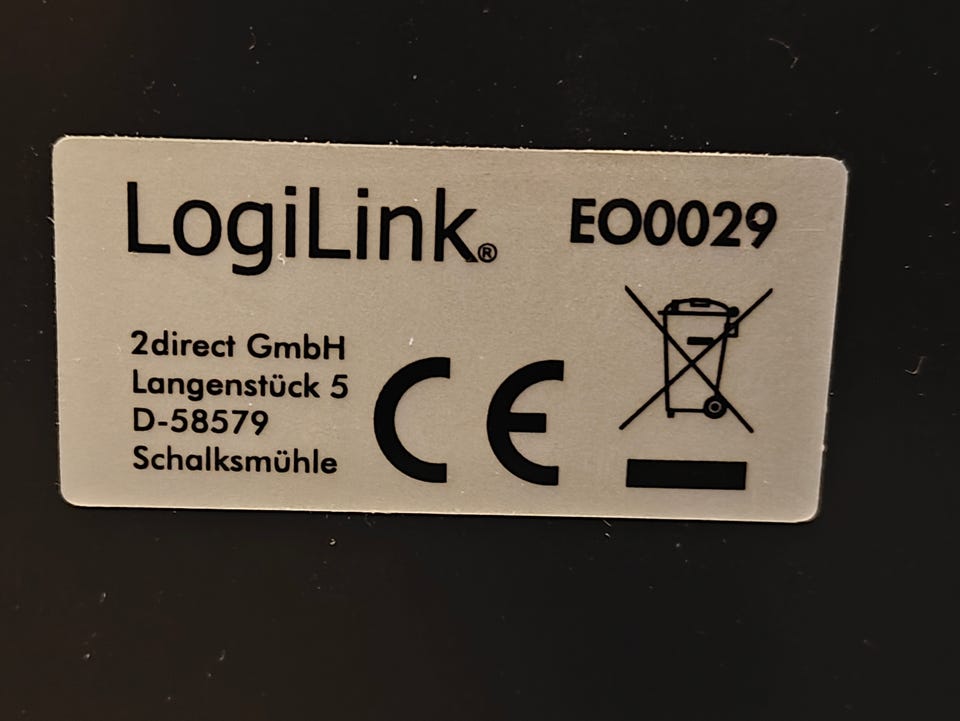 LogiLink® EO0029
2direct GmbH
Langenstück 5
D-58579
Schalksmühle
CE